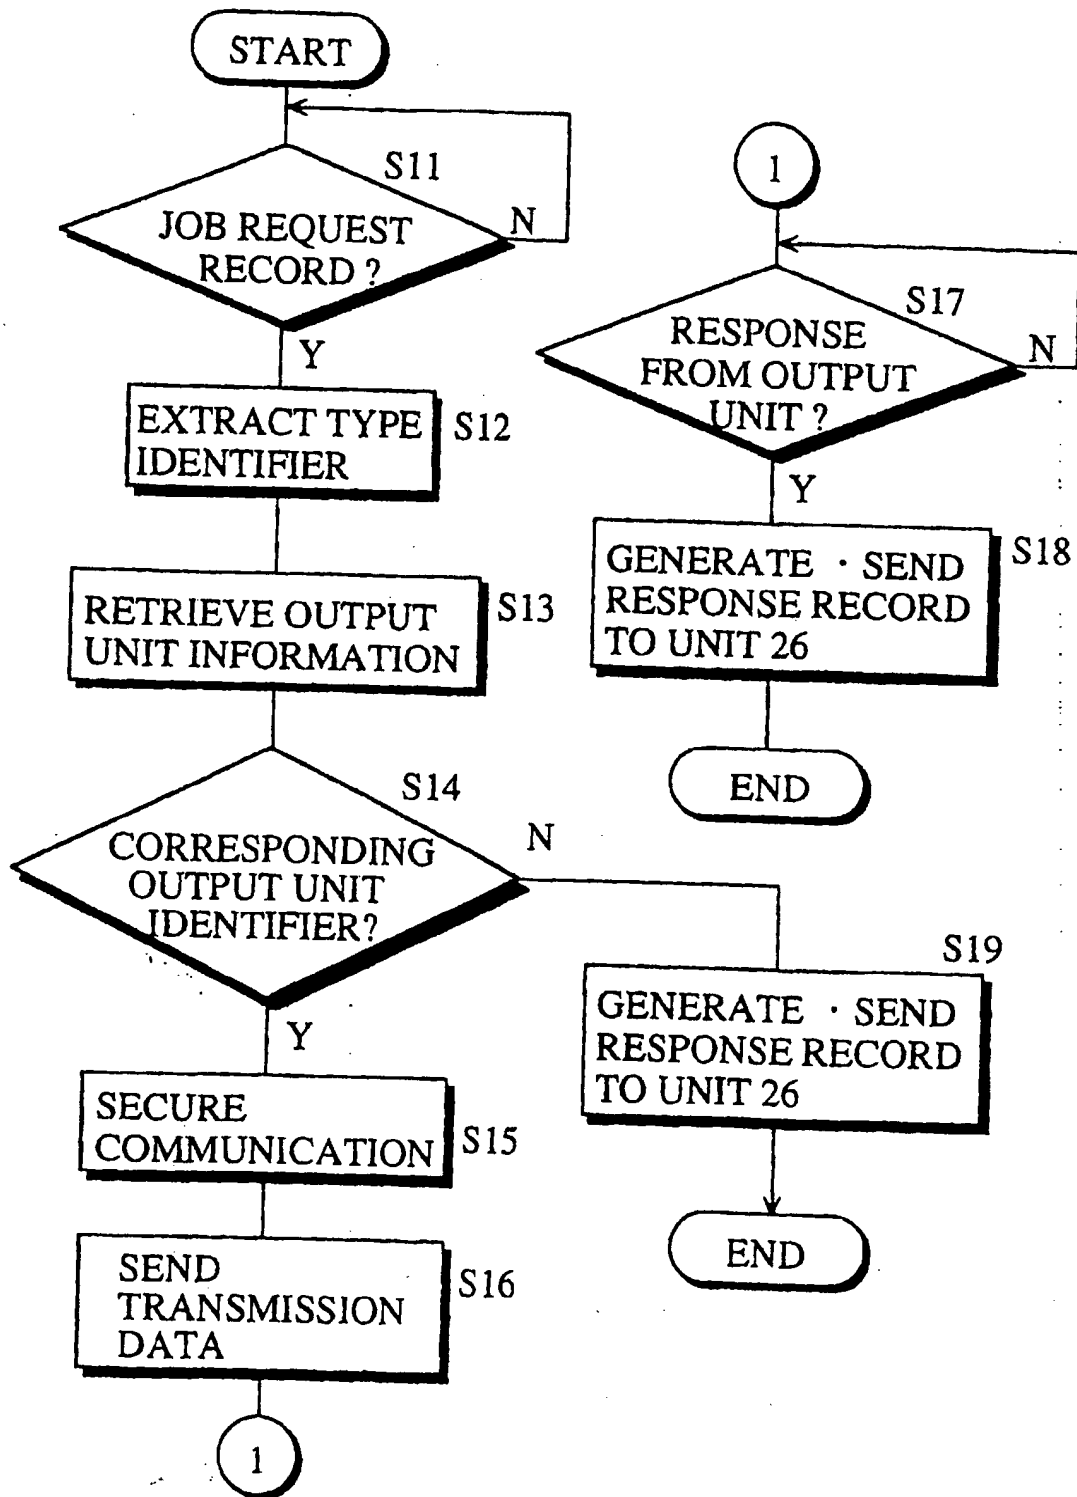 START
S11
JOB REQUEST
RECORD ?
N
Y
EXTRACT TYPE
IDENTIFIER
S12
RETRIEVE OUTPUT
UNIT INFORMATION
S13
S14
CORRESPONDING
OUTPUT UNIT
IDENTIFIER?
N
Y
SECURE
COMMUNICATION
S15
SEND
TRANSMISSION
DATA
S16
1
1
S17
RESPONSE
FROM OUTPUT
UNIT ?
N
Y
GENERATE · SEND
RESPONSE RECORD
TO UNIT 26
S18
END
S19
GENERATE · SEND
RESPONSE RECORD
TO UNIT 26
END